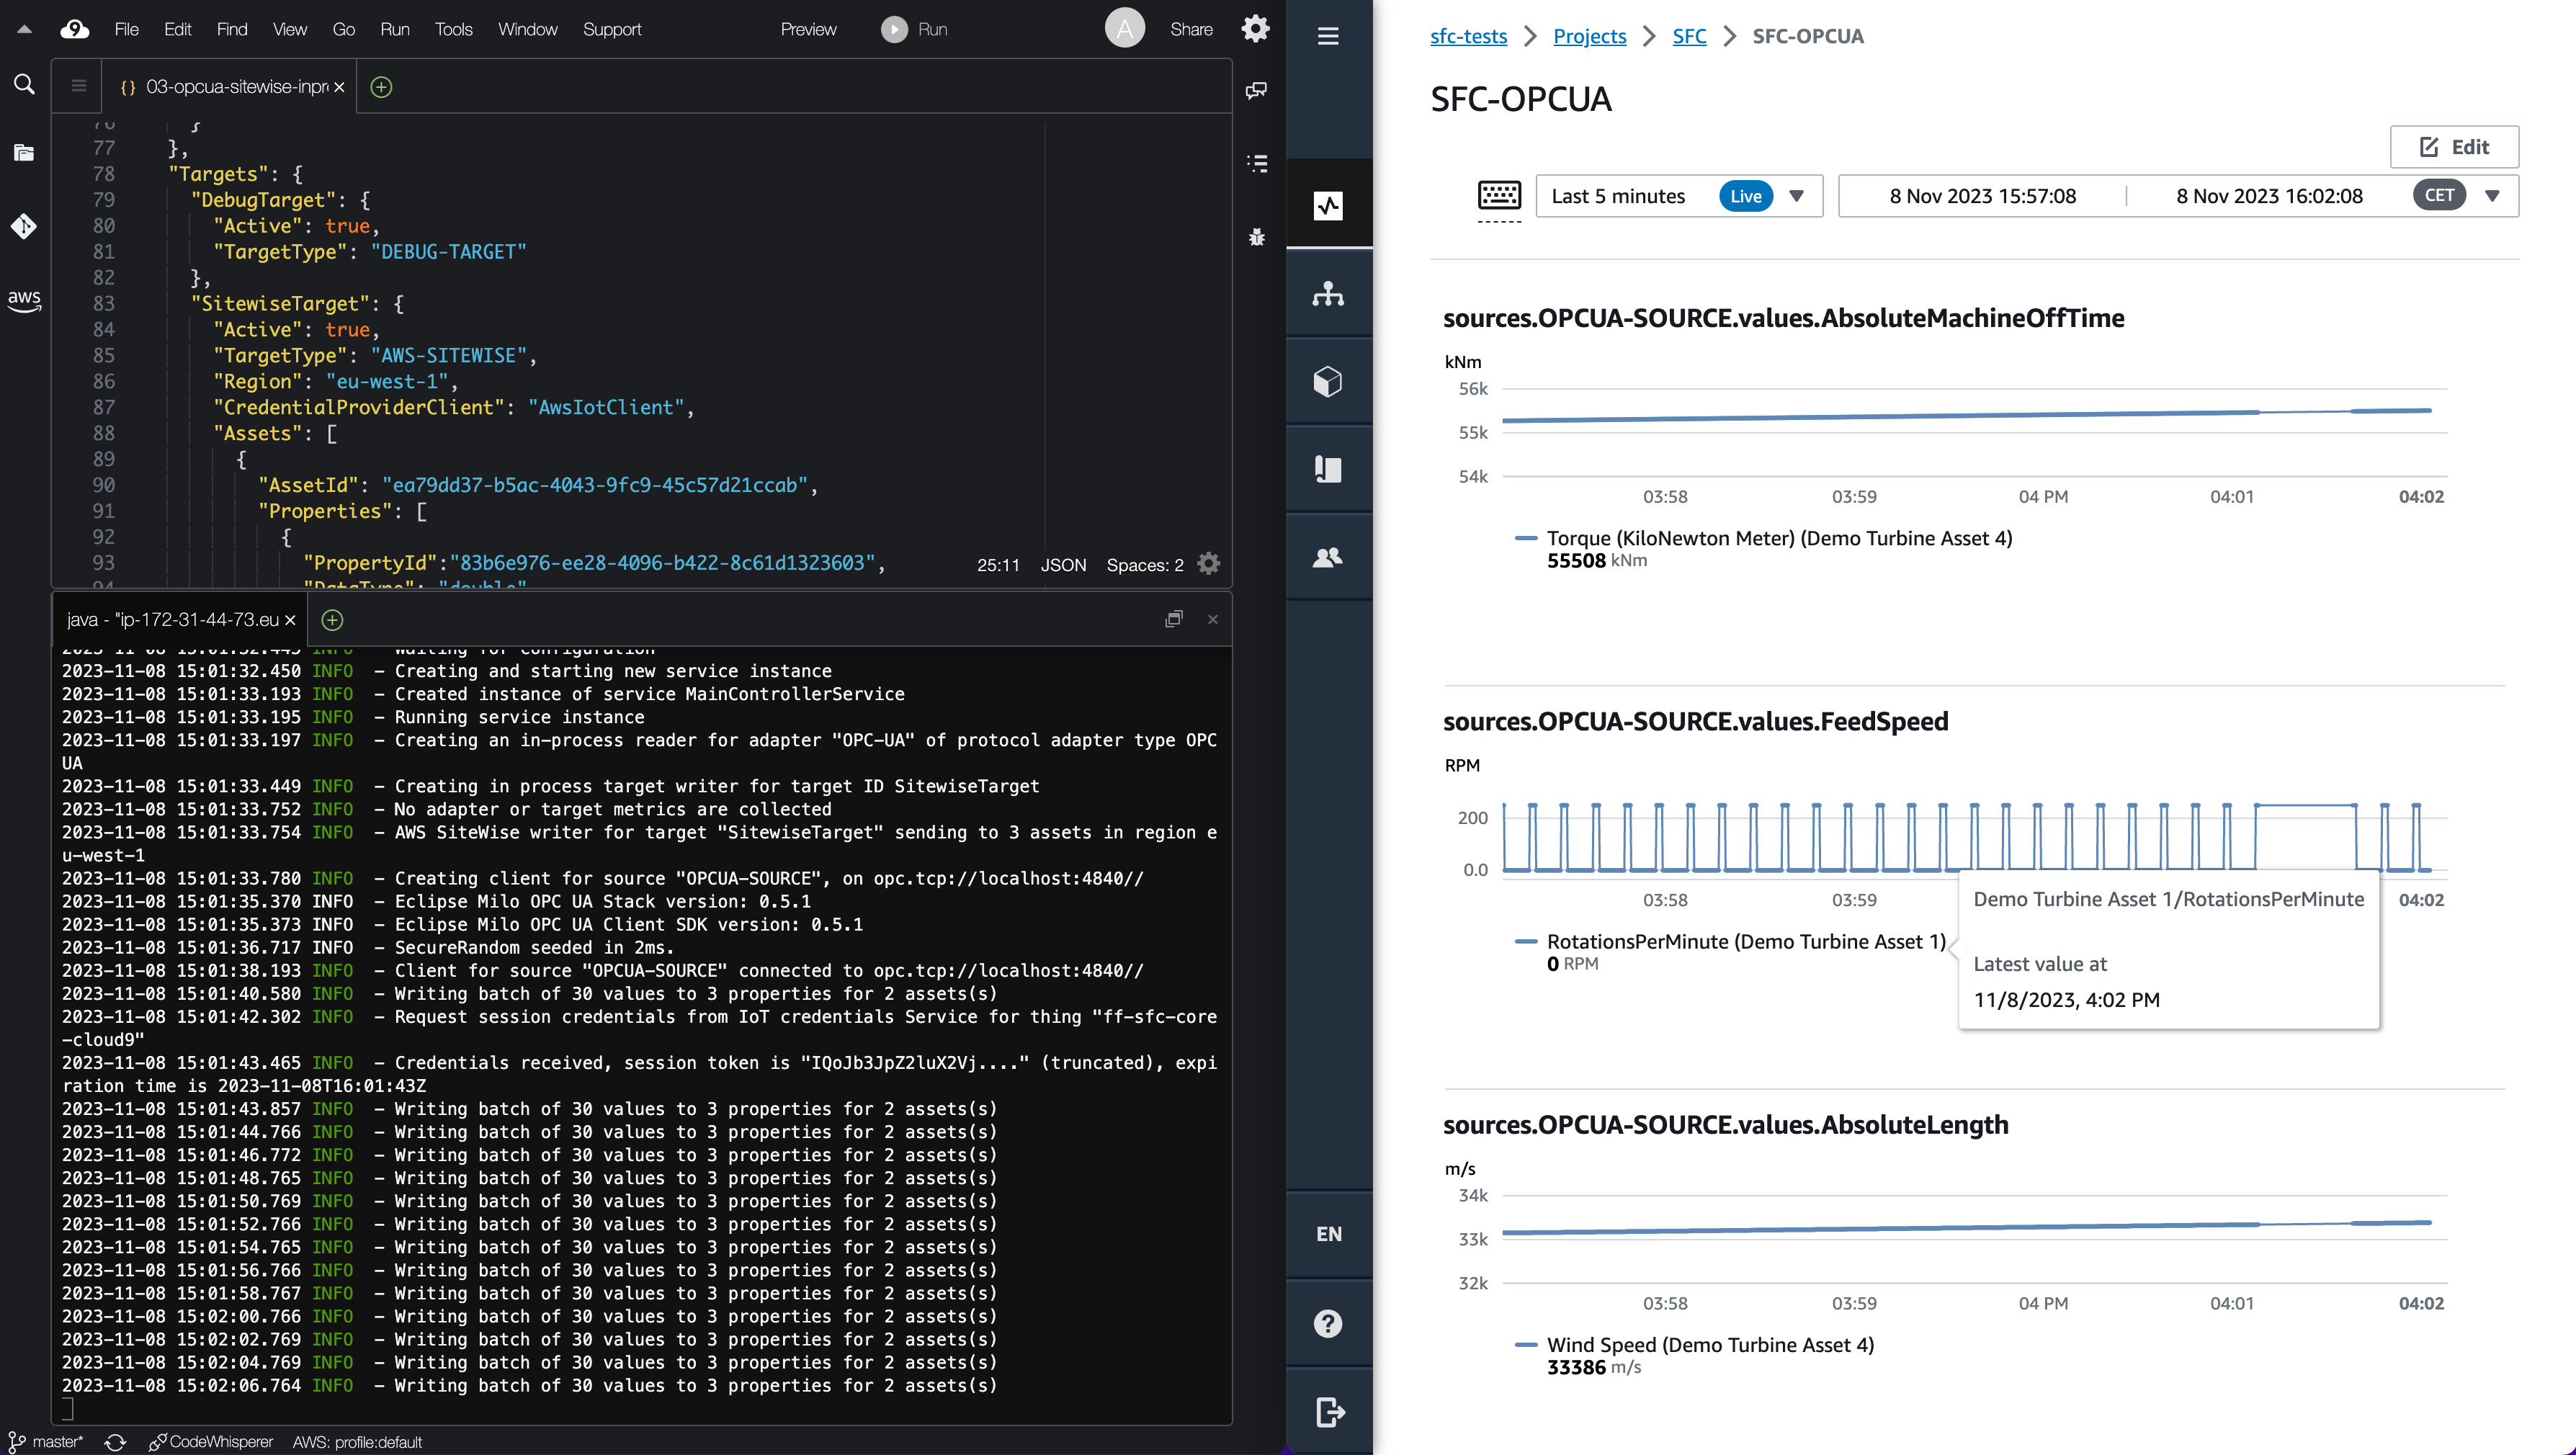 File Edit Find View Go Run Tools Window Support Preview Run A Share
{} 03-opcua-sitewise-inpr
76 }
77 },
78 "Targets": {
79 "DebugTarget": {
80 "Active": true,
81 "TargetType": "DEBUG-TARGET"
82 },
83 "SitewiseTarget": {
84 "Active": true,
85 "TargetType": "AWS-SITEWISE",
86 "Region": "eu-west-1",
87 "CredentialProviderClient": "AwsIotClient",
88 "Assets": [
89 {
90 "AssetId": "ea79dd37-b5ac-4043-9fc9-45c57d21ccab",
91 "Properties": [
92 {
93 "PropertyId":"83b6e976-ee28-4096-b422-8c61d1323603",
94 "DataType": "double"
25:11 JSON Spaces: 2
aws
java - "ip-172-31-44-73.eu
2023-11-08 15:01:32.445 INFO – Waiting for configuration
2023-11-08 15:01:32.450 INFO – Creating and starting new service instance
2023-11-08 15:01:33.193 INFO – Created instance of service MainControllerService
2023-11-08 15:01:33.195 INFO – Running service instance
2023-11-08 15:01:33.197 INFO – Creating an in-process reader for adapter "OPC-UA" of protocol adapter type OPC
UA
2023-11-08 15:01:33.449 INFO – Creating in process target writer for target ID SitewiseTarget
2023-11-08 15:01:33.752 INFO – No adapter or target metrics are collected
2023-11-08 15:01:33.754 INFO – AWS SiteWise writer for target "SitewiseTarget" sending to 3 assets in region e
u-west-1
2023-11-08 15:01:33.780 INFO – Creating client for source "OPCUA-SOURCE", on opc.tcp://localhost:4840//
2023-11-08 15:01:35.370 INFO – Eclipse Milo OPC UA Stack version: 0.5.1
2023-11-08 15:01:35.373 INFO – Eclipse Milo OPC UA Client SDK version: 0.5.1
2023-11-08 15:01:36.717 INFO – SecureRandom seeded in 2ms.
2023-11-08 15:01:38.193 INFO – Client for source "OPCUA-SOURCE" connected to opc.tcp://localhost:4840//
2023-11-08 15:01:40.580 INFO – Writing batch of 30 values to 3 properties for 2 assets(s)
2023-11-08 15:01:42.302 INFO – Request session credentials from IoT credentials Service for thing "ff-sfc-core
-cloud9"
2023-11-08 15:01:43.465 INFO – Credentials received, session token is "IQoJb3JpZ2luX2Vj...." (truncated), expi
ration time is 2023-11-08T16:01:43Z
2023-11-08 15:01:43.857 INFO – Writing batch of 30 values to 3 properties for 2 assets(s)
2023-11-08 15:01:44.766 INFO – Writing batch of 30 values to 3 properties for 2 assets(s)
2023-11-08 15:01:46.772 INFO – Writing batch of 30 values to 3 properties for 2 assets(s)
2023-11-08 15:01:48.765 INFO – Writing batch of 30 values to 3 properties for 2 assets(s)
2023-11-08 15:01:50.769 INFO – Writing batch of 30 values to 3 properties for 2 assets(s)
2023-11-08 15:01:52.766 INFO – Writing batch of 30 values to 3 properties for 2 assets(s)
2023-11-08 15:01:54.765 INFO – Writing batch of 30 values to 3 properties for 2 assets(s)
2023-11-08 15:01:56.766 INFO – Writing batch of 30 values to 3 properties for 2 assets(s)
2023-11-08 15:01:58.767 INFO – Writing batch of 30 values to 3 properties for 2 assets(s)
2023-11-08 15:02:00.766 INFO – Writing batch of 30 values to 3 properties for 2 assets(s)
2023-11-08 15:02:02.769 INFO – Writing batch of 30 values to 3 properties for 2 assets(s)
2023-11-08 15:02:04.769 INFO – Writing batch of 30 values to 3 properties for 2 assets(s)
2023-11-08 15:02:06.764 INFO – Writing batch of 30 values to 3 properties for 2 assets(s)
master* CodeWhisperer AWS: profile:default
EN
sfc-tests Projects SFC SFC-OPCUA
SFC-OPCUA
Edit
Last 5 minutes Live 8 Nov 2023 15:57:08 8 Nov 2023 16:02:08 CET
sources.OPCUA-SOURCE.values.AbsoluteMachineOffTime
kNm
56k
55k
54k
03:58 03:59 04 PM 04:01 04:02
Torque (KiloNewton Meter) (Demo Turbine Asset 4)
55508 kNm
sources.OPCUA-SOURCE.values.FeedSpeed
RPM
200
0.0
03:58 03:59 04:02
RotationsPerMinute (Demo Turbine Asset 1)
0 RPM
Demo Turbine Asset 1/RotationsPerMinute
Latest value at
11/8/2023, 4:02 PM
sources.OPCUA-SOURCE.values.AbsoluteLength
m/s
34k
33k
32k
03:58 03:59 04 PM 04:01 04:02
Wind Speed (Demo Turbine Asset 4)
33386 m/s